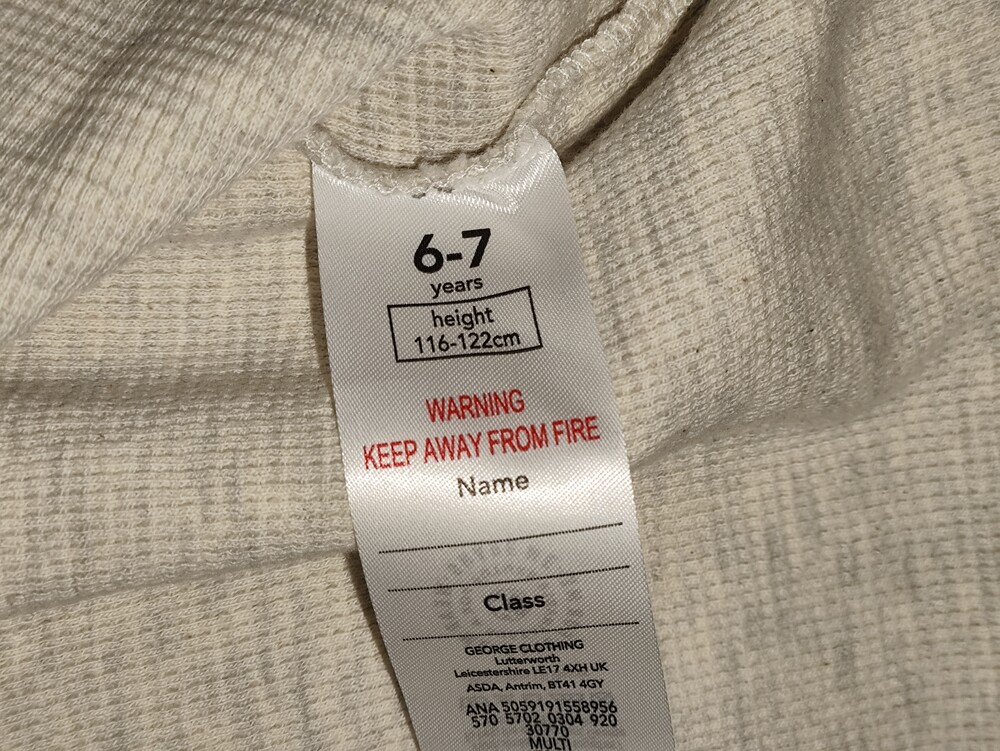 6-7
years
height
116-122cm
WARNING
KEEP AWAY FROM FIRE
Name
Class
GEORGE CLOTHING
Lutterworth
Leicestershire LE17 4XH UK
ASDA, Antrim, BT41 4GY
ANA 5059191558956
570 5702 0304 920
30770
MULTI